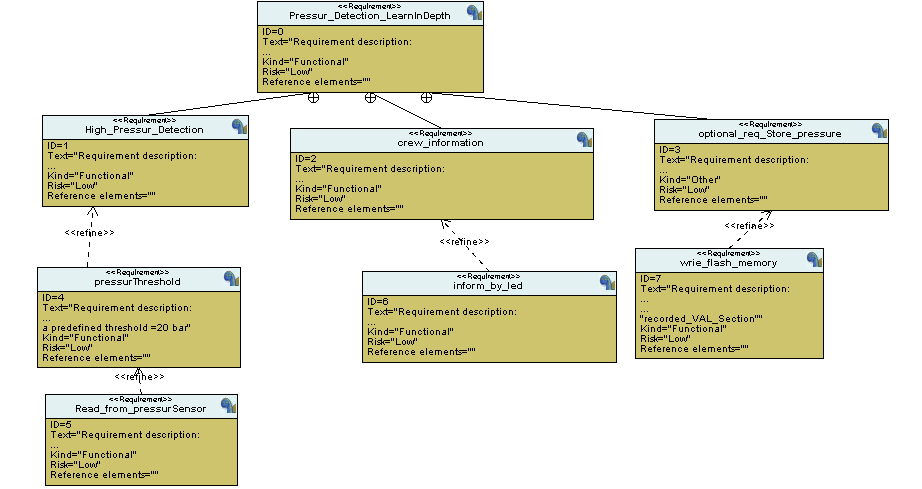 <<Requirement>>
Pressur_Detection_LearnInDepth
ID=0
Text="Requirement description:
...
Kind="Functional"
Risk="Low"
Reference elements=""
<<Requirement>>
High_Pressur_Detection
ID=1
Text="Requirement description:
...
Kind="Functional"
Risk="Low"
Reference elements=""
<<Requirement>>
crew_information
ID=2
Text="Requirement description:
...
Kind="Functional"
Risk="Low"
Reference elements=""
<<Requirement>>
optional_req_Store_pressure
ID=3
Text="Requirement description:
...
Kind="Other"
Risk="Low"
Reference elements=""
<<refine>>
<<refine>>
<<refine>>
<<Requirement>>
pressurThreshold
ID=4
Text="Requirement description:
...
a predefined threshold =20 bar"
Kind="Functional"
Risk="Low"
Reference elements=""
<<Requirement>>
inform_by_led
ID=6
Text="Requirement description:
...
Kind="Functional"
Risk="Low"
Reference elements=""
<<Requirement>>
wrie_flash_memory
ID=7
Text="Requirement description:
...
...
"recorded_VAL_Section""
Kind="Functional"
Risk="Low"
Reference elements=""
<<refine>>
<<Requirement>>
Read_from_pressurSensor
ID=5
Text="Requirement description:
...
Kind="Functional"
Risk="Low"
Reference elements=""